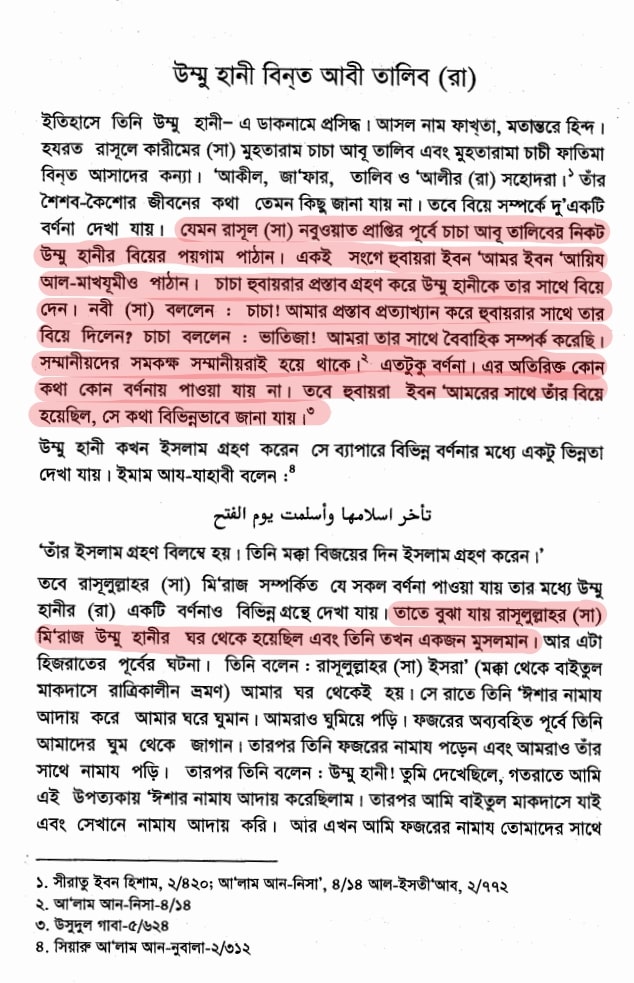 উম্মু হানী বিন্‌ত আবী তালিব (রা)
ইতিহাসে তিনি উম্মু হানী– এ ডাকনামে প্রসিদ্ধ। আসল নাম ফাখ্‌তা, মতান্তরে হিন্দ।
হযরত রাসূলে কারীমের (সা) মুহতারাম চাচা আবূ তালিব এবং মুহতারামা চাচী ফাতিমা
বিন্‌ত আসাদের কন্যা। ‘আকীল, জা‘ফার, তালিব ও ‘আলীর (রা) সহোদরা।১ তাঁর
শৈশব-কৈশোর জীবনের কথা তেমন কিছু জানা যায় না। তবে বিয়ে সম্পর্কে দু’একটি
বর্ণনা দেখা যায়। যেমন রাসূল (সা) নবুওয়াত প্রাপ্তির পূর্বে চাচা আবূ তালিবের নিকট
উম্মু হানীর বিয়ের পয়গাম পাঠান। একই সংগে হুবায়রা ইবন ‘আমর ইবন ‘আয়িয
আল-মাখযূমীও পাঠান। চাচা হুবায়রার প্রস্তাব গ্রহণ করে উম্মু হানীকে তার সাথে বিয়ে
দেন। নবী (সা) বললেন : চাচা! আমার প্রস্তাব প্রত্যাখ্যান করে হুবায়রার সাথে তার
বিয়ে দিলেন? চাচা বললেন : ভাতিজা! আমরা তার সাথে বৈবাহিক সম্পর্ক করেছি।
সম্মানীয়দের সমকক্ষ সম্মানীয়রাই হয়ে থাকে।২ এতটুকু বর্ণনা। এর অতিরিক্ত কোন
কথা কোন বর্ণনায় পাওয়া যায় না। তবে হুবায়রা ইবন ‘আমরের সাথে তাঁর বিয়ে
হয়েছিল, সে কথা বিভিন্নভাবে জানা যায়।৩
উম্মু হানী কখন ইসলাম গ্রহণ করেন সে ব্যাপারে বিভিন্ন বর্ণনার মধ্যে একটু ভিন্নতা
দেখা যায়। ইমাম আয-যাহাবী বলেন :৪
تأخر اسلامها وأسلمت يوم الفتح
‘তাঁর ইসলাম গ্রহণ বিলম্বে হয়। তিনি মক্কা বিজয়ের দিন ইসলাম গ্রহণ করেন।’
তবে রাসূলুল্লাহর (সা) মি‘রাজ সম্পর্কিত যে সকল বর্ণনা পাওয়া যায় তার মধ্যে উম্মু
হানীর (রা) একটি বর্ণনাও বিভিন্ন গ্রন্থে দেখা যায়। তাতে বুঝা যায় রাসূলুল্লাহর (সা)
মি‘রাজ উম্মু হানীর ঘর থেকে হয়েছিল এবং তিনি তখন একজন মুসলমান। আর এটা
হিজরাতের পূর্বের ঘটনা। তিনি বলেন : রাসূলুল্লাহর (সা) ইসরা’ (মক্কা থেকে বাইতুল
মাকদাসে রাত্রিকালীন ভ্রমণ) আমার ঘর থেকেই হয়। সে রাতে তিনি ‘ঈশার নামায
আদায় করে আমার ঘরে ঘুমান। আমরাও ঘুমিয়ে পড়ি। ফজরের অব্যবহিত পূর্বে তিনি
আমাদের ঘুম থেকে জাগান। তারপর তিনি ফজরের নামায পড়েন এবং আমরাও তাঁর
সাথে নামায পড়ি। তারপর তিনি বলেন : উম্মু হানী! তুমি দেখেছিলে, গতরাতে আমি
এই উপত্যকায় ‘ঈশার নামায আদায় করেছিলাম। তারপর আমি বাইতুল মাকদাসে যাই
এবং সেখানে নামায আদায় করি। আর এখন আমি ফজরের নামায তোমাদের সাথে
১. সীরাতু ইবন হিশাম, ২/৪২০; আ‘লাম আন-নিসা’, ৪/১৪ আল-ইসতী‘আব, ২/৭৭২
২. আ‘লাম আন-নিসা-৪/১৪
৩. উসুদুল গাবা-৫/৬২৪
৪. সিয়ারু আ‘লাম আন-নুবালা-২/৩১২